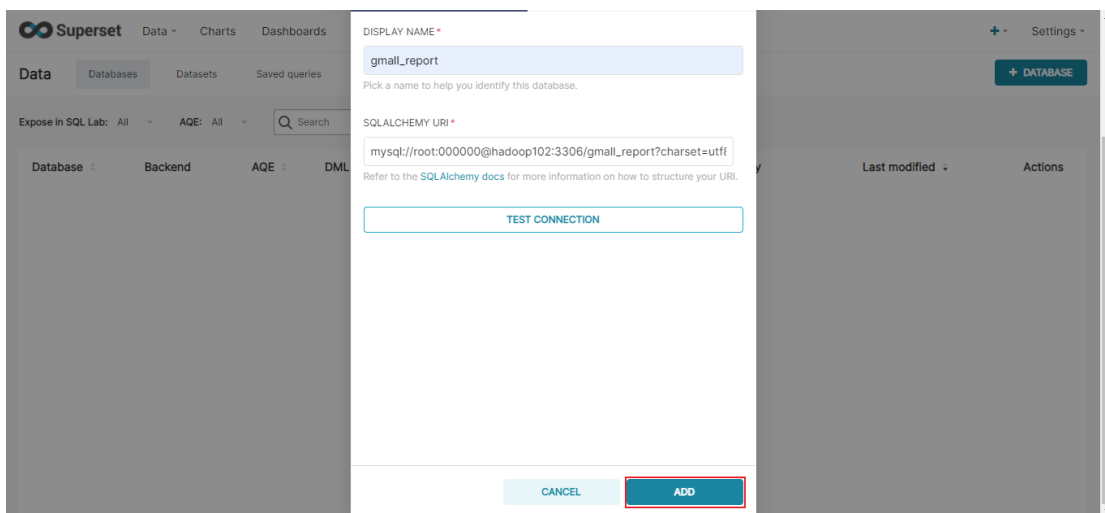 Superset Data Charts Dashboards + Settings
Data Databases Datasets Saved queries + DATABASE
Expose in SQL Lab: All AQE: All Search
Database Backend AQE DML y Last modified Actions
DISPLAY NAME *
gmall_report
Pick a name to help you identify this database.
SQLALCHEMY URI *
mysql://root:000000@hadoop102:3306/gmall_report?charset=utf8
Refer to the SQLAlchemy docs for more information on how to structure your URI.
TEST CONNECTION
CANCEL ADD